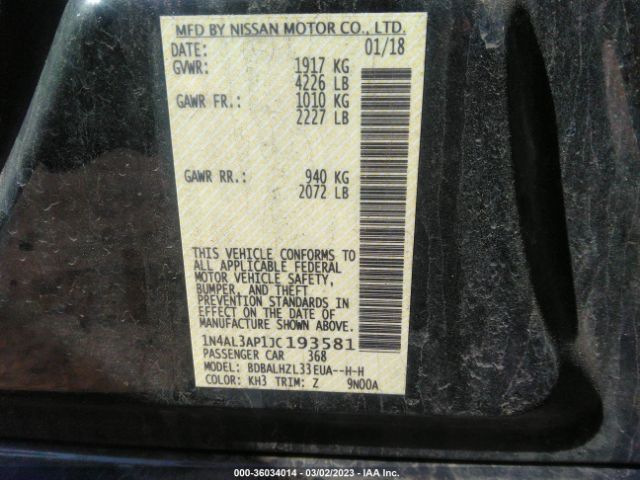 MFD BY NISSAN MOTOR CO., LTD.
DATE: 01/18
GVWR: 1917 KG
4226 LB
GAWR FR.: 1010 KG
2227 LB
GAWR RR.: 940 KG
2072 LB
THIS VEHICLE CONFORMS TO
ALL APPLICABLE FEDERAL
MOTOR VEHICLE SAFETY,
BUMPER, AND THEFT
PREVENTION STANDARDS IN
EFFECT ON THE DATE OF
MANUFACTURE SHOWN ABOVE.
1N4AL3AP1JC193581
PASSENGER CAR 368
MODEL: BDBALHZL33EUA--H-H
COLOR: KH3 TRIM: Z 9N00A
000-36034014 — 03/02/2023 — IAA Inc.